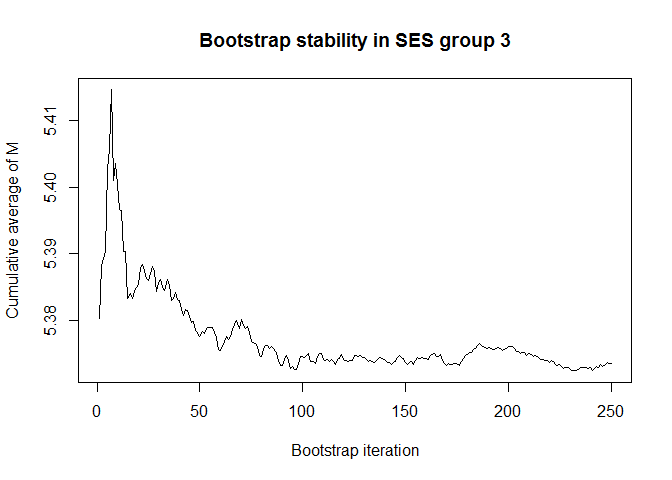 Bootstrap stability in SES group 3
Cumulative average of M
5.41
5.40
5.39
5.38
0 50 100 150 200 250
Bootstrap iteration